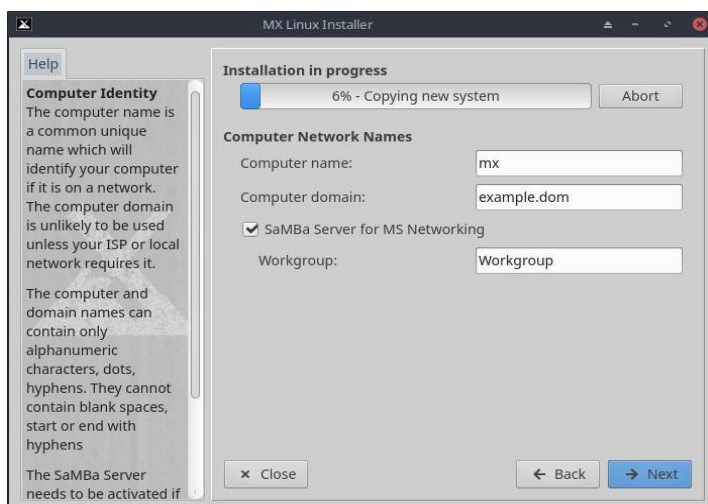 MX Linux Installer
Help
Computer Identity
The computer name is
a common unique
name which will
identify your computer
if it is on a network.
The computer domain
is unlikely to be used
unless your ISP or local
network requires it.
The computer and
domain names can
contain only
alphanumeric
characters, dots,
hyphens. They cannot
contain blank spaces,
start or end with
hyphens
The SaMBa Server
needs to be activated if
Installation in progress
6% - Copying new system
Abort
Computer Network Names
Computer name:
mx
Computer domain:
example.dom
SaMBa Server for MS Networking
Workgroup:
Workgroup
Close
Back
Next